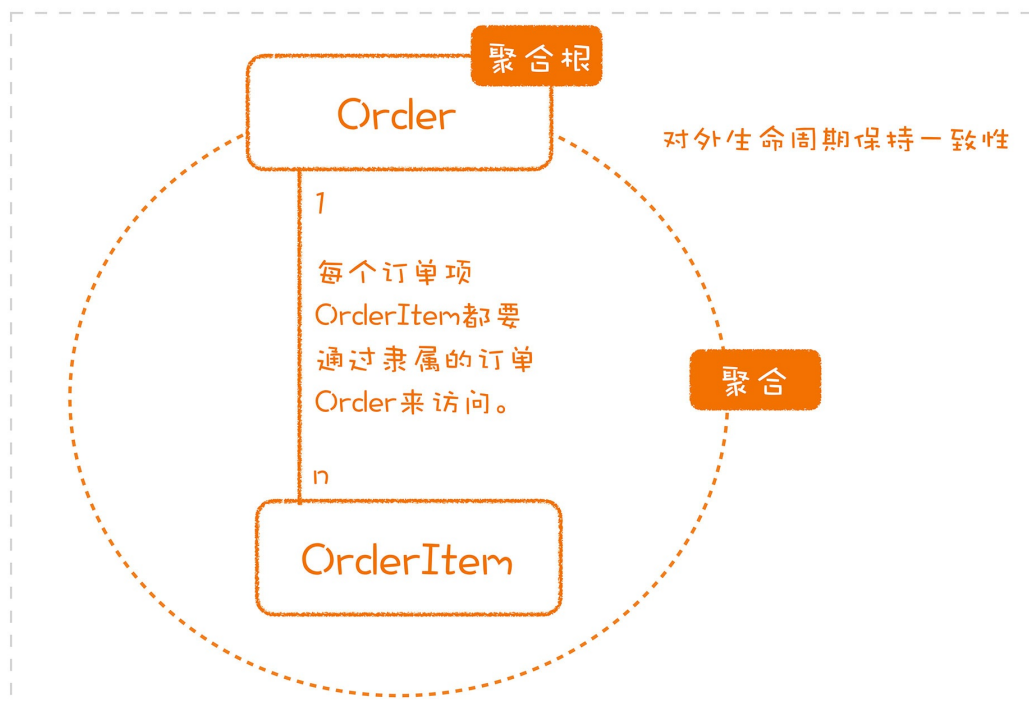 聚合根
Order
对外生命周期保持一致性
1
每个订单项
OrderItem都要
通过隶属的订单
Order来访问。
聚合
n
OrderItem